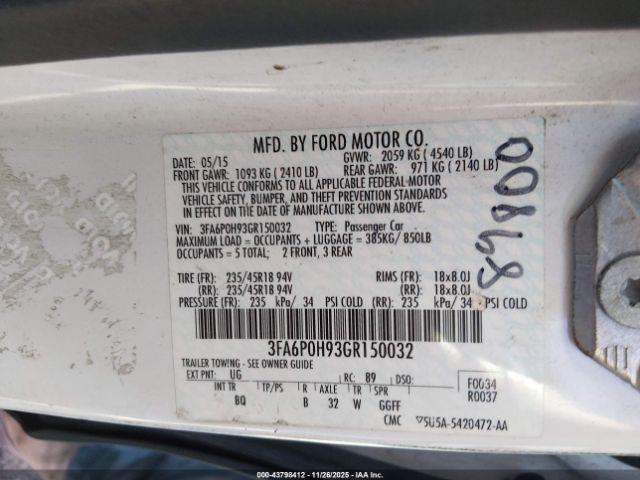 MFD. BY FORD MOTOR CO.
DATE: 05/15 GVWR: 2059 KG ( 4540 LB)
FRONT GAWR: 1093 KG ( 2410 LB) REAR GAWR: 971 KG ( 2140 LB)
THIS VEHICLE CONFORMS TO ALL APPLICABLE FEDERAL MOTOR
VEHICLE SAFETY, BUMPER, AND THEFT PREVENTION STANDARDS
IN EFFECT ON THE DATE OF MANUFACTURE SHOWN ABOVE.
VIN: 3FA6P0H93GR150032 TYPE: Passenger Car
MAXIMUM LOAD = OCCUPANTS + LUGGAGE = 385KG/ 850LB
OCCUPANTS = 5 TOTAL; 2 FRONT, 3 REAR
TIRE (FR): 235/45R18 94V RIMS (FR): 18x8.0J
(RR): 235/45R18 94V (RR): 18x8.0J
PRESSURE (FR): 235 kPa/ 34 PSI COLD (RR): 235 kPa/ 34 PSI COLD
3FA6P0H93GR150032
TRAILER TOWING - SEE OWNER GUIDE
EXT PNT: UG RC: 89 DSO:
INT TR TP/PS R AXLE TR SPR
BQ B 32 W GGFF
F0034
R0037
CMC ▽5U5A-5420472-AA
00168
IAA 000-43798412 - 11/26/2025 - COPART